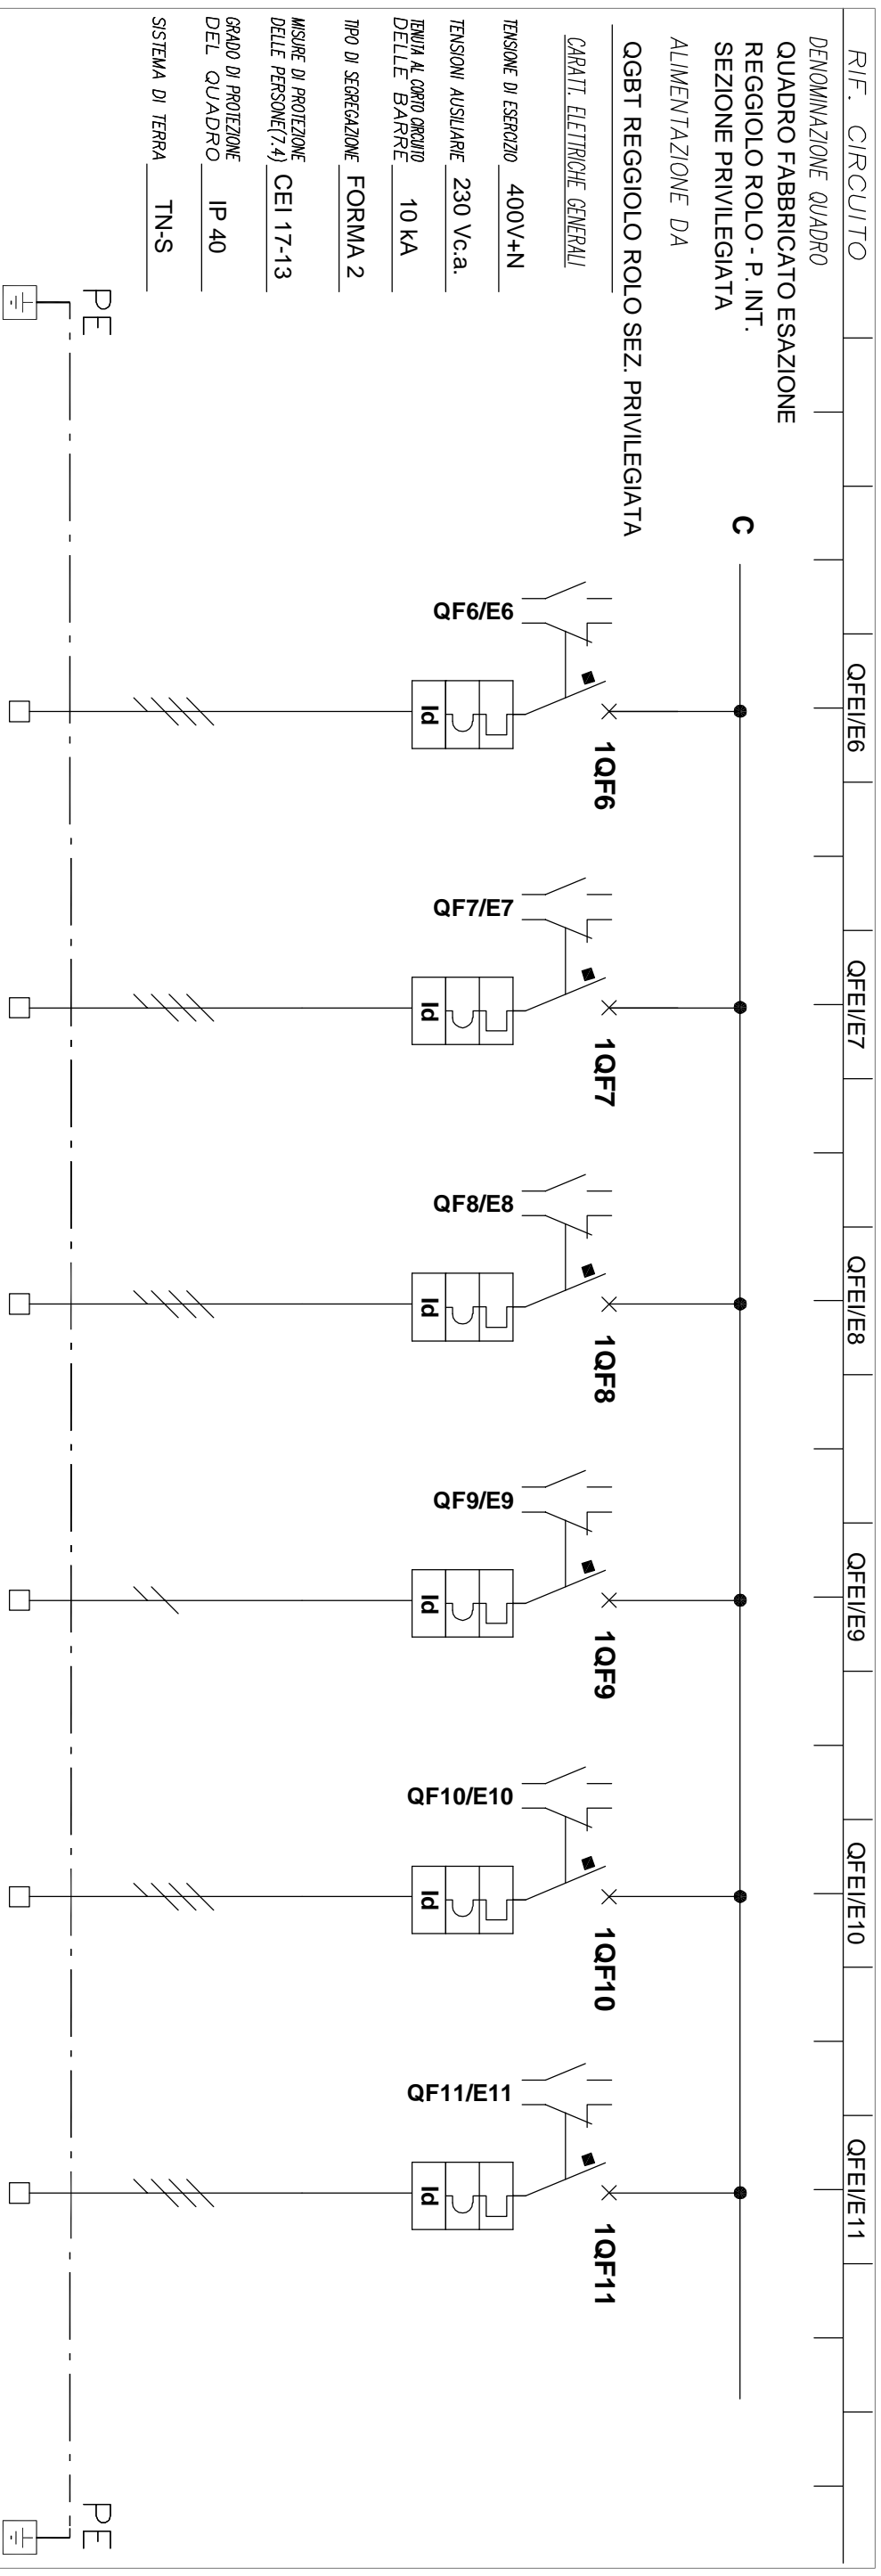 RIF. CIRCUITO
QFEI/E6
QFEI/E7
QFEI/E8
QFEI/E9
QFEI/E10
QFEI/E11
DENOMINAZIONE QUADRO
QUADRO FABBRICATO ESAZIONE
REGGIOLO ROLO - P. INT.
SEZIONE PRIVILEGIATA
C
ALIMENTAZIONE DA
QGBT REGGIOLO ROLO SEZ. PRIVILEGIATA
1QF6
1QF7
1QF8
1QF9
1QF10
1QF11
CARATT. ELETTRICHE GENERALI
TENSIONE DI ESERCIZIO
400V+N
TENSIONI AUSILIARIE
230 Vc.a.
QF6/E6
QF7/E7
QF8/E8
QF9/E9
QF10/E10
QF11/E11
TENUTA AL CORTO CIRCUITO
DELLE BARRE
10 kA
Id
Id
Id
Id
Id
Id
TIPO DI SEGREGAZIONE
FORMA 2
MISURE DI PROTEZIONE
DELLE PERSONE(7.4)
CEI 17-13
GRADO DI PROTEZIONE
DEL QUADRO
IP 40
SISTEMA DI TERRA
TN-S
PE
PE